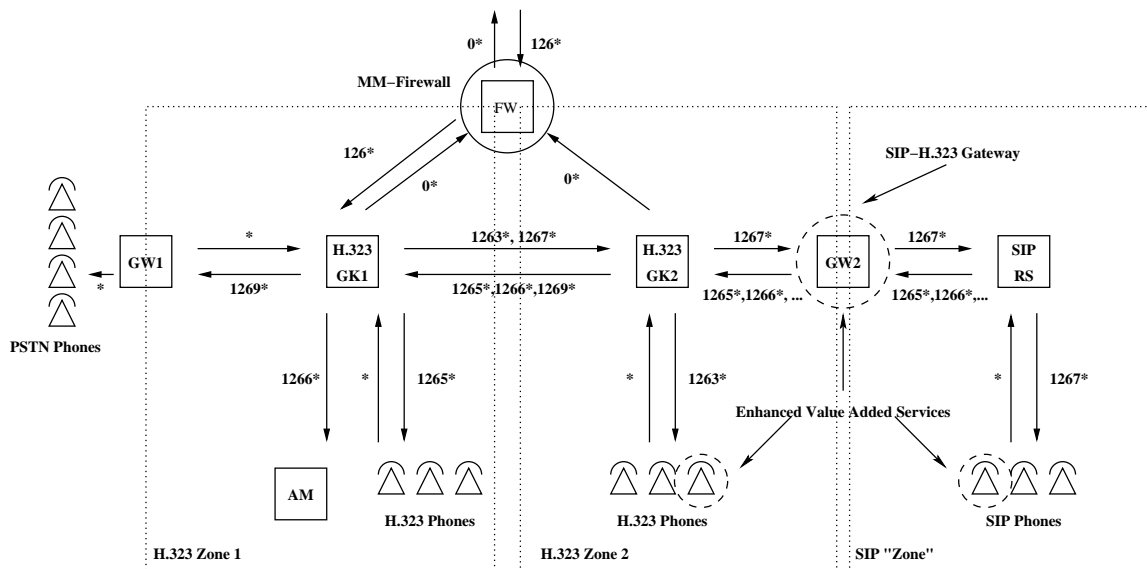 0*
126*
MM−Firewall
FW
126*
0*
0*
SIP−H.323 Gateway
GW1
*
*
1269*
H.323
GK1
1263*, 1267*
1265*,1266*,1269*
H.323
GK2
1267*
1265*,1266*, ...
GW2
1267*
1265*,1266*,...
SIP
RS
PSTN Phones
1266*
*
1265*
*
1263*
Enhanced Value Added Services
*
1267*
AM
H.323 Phones
H.323 Phones
SIP Phones
H.323 Zone 1
H.323 Zone 2
SIP "Zone"